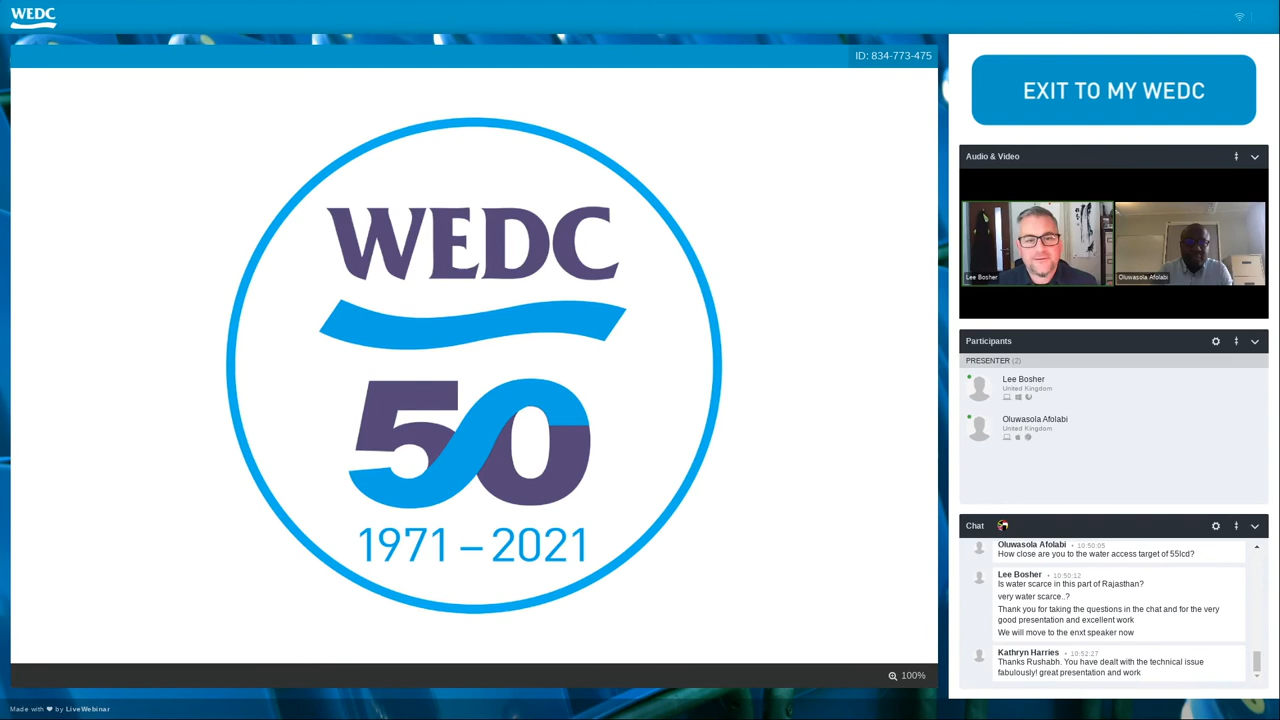 WEDC
ID: 834-773-475
WEDC
50
1971 – 2021
100%
EXIT TO MY WEDC
Audio & Video
Lee Bosher
Oluwasola Afolabi
Participants
PRESENTER (2)
Lee Bosher
United Kingdom
Oluwasola Afolabi
United Kingdom
Chat
Oluwasola Afolabi • 10:50:05
How close are you to the water access target of 55lcd?
Lee Bosher • 10:50:12
Is water scarce in this part of Rajasthan?
very water scarce..?
Thank you for taking the questions in the chat and for the very
good presentation and excellent work
We will move to the enxt speaker now
Kathryn Harries • 10:52:27
Thanks Rushabh. You have dealt with the technical issue
fabulously! great presentation and work
Made with ❤ by LiveWebinar